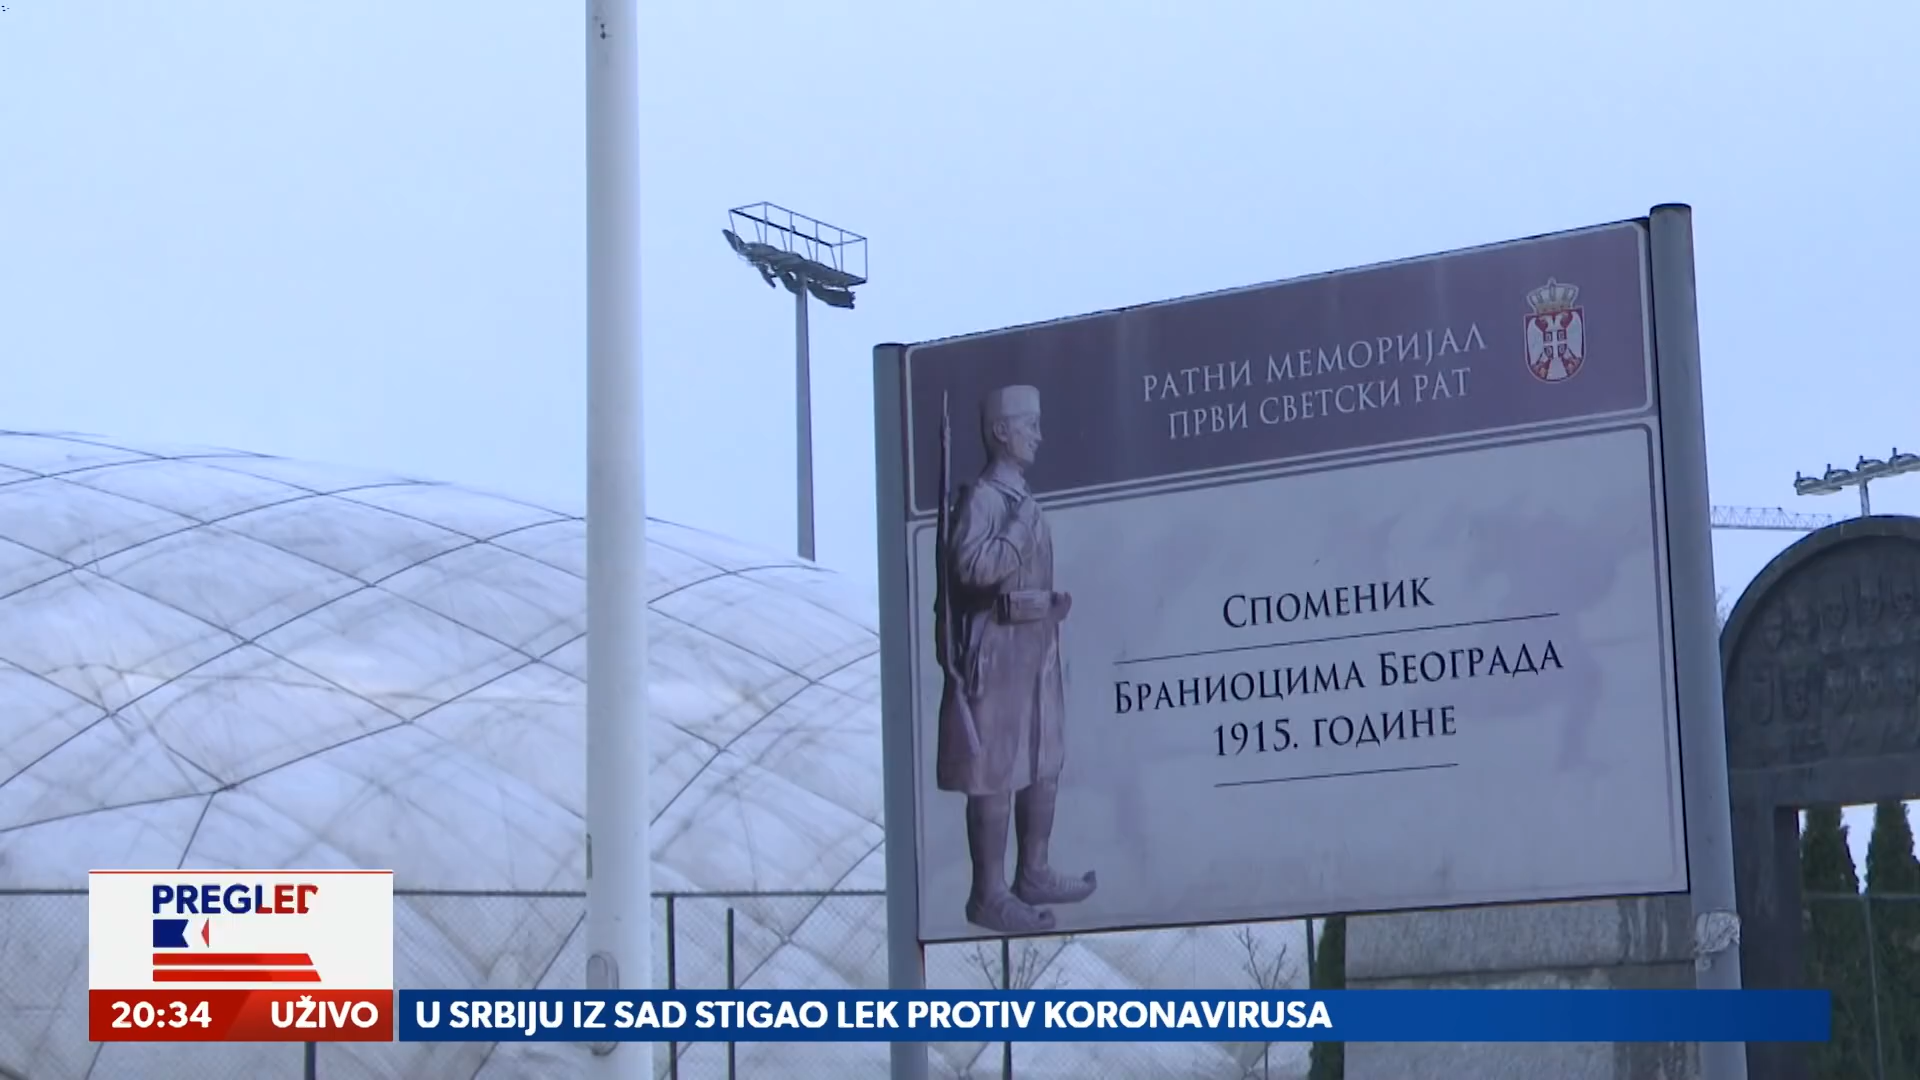 РАТНИ МЕМОРИЈАЛ
ПРВИ СВЕТСКИ РАТ
СПОМЕНИК
БРАНИОЦИМА БЕОГРАДА
1915. ГОДИНЕ
PREGLED
20:34 UŽIVO
U SRBIJU IZ SAD STIGAO LEK PROTIV KORONAVIRUSA